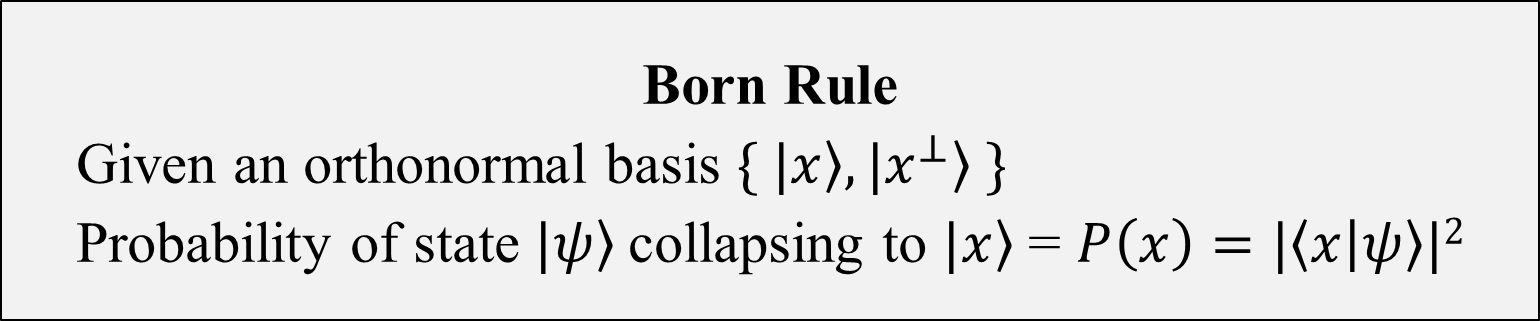 Born Rule
Given an orthonormal basis { |x⟩, |x⊥⟩ }
Probability of state |ψ⟩ collapsing to |x⟩ = P(x) = |⟨x|ψ⟩|²